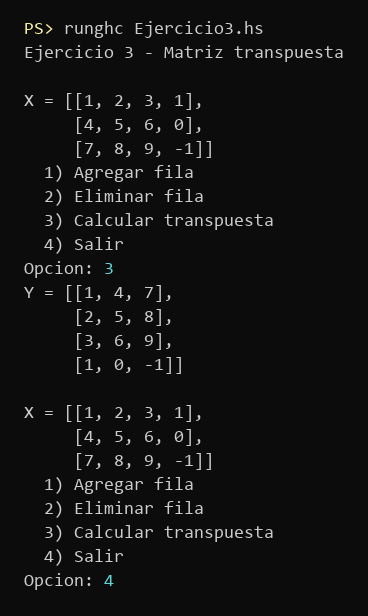 PS> runghc Ejercicio3.hs
Ejercicio 3 - Matriz transpuesta

X = [[1, 2, 3, 1],
     [4, 5, 6, 0],
     [7, 8, 9, -1]]
  1) Agregar fila
  2) Eliminar fila
  3) Calcular transpuesta
  4) Salir
Opcion: 3
Y = [[1, 4, 7],
     [2, 5, 8],
     [3, 6, 9],
     [1, 0, -1]]

X = [[1, 2, 3, 1],
     [4, 5, 6, 0],
     [7, 8, 9, -1]]
  1) Agregar fila
  2) Eliminar fila
  3) Calcular transpuesta
  4) Salir
Opcion: 4